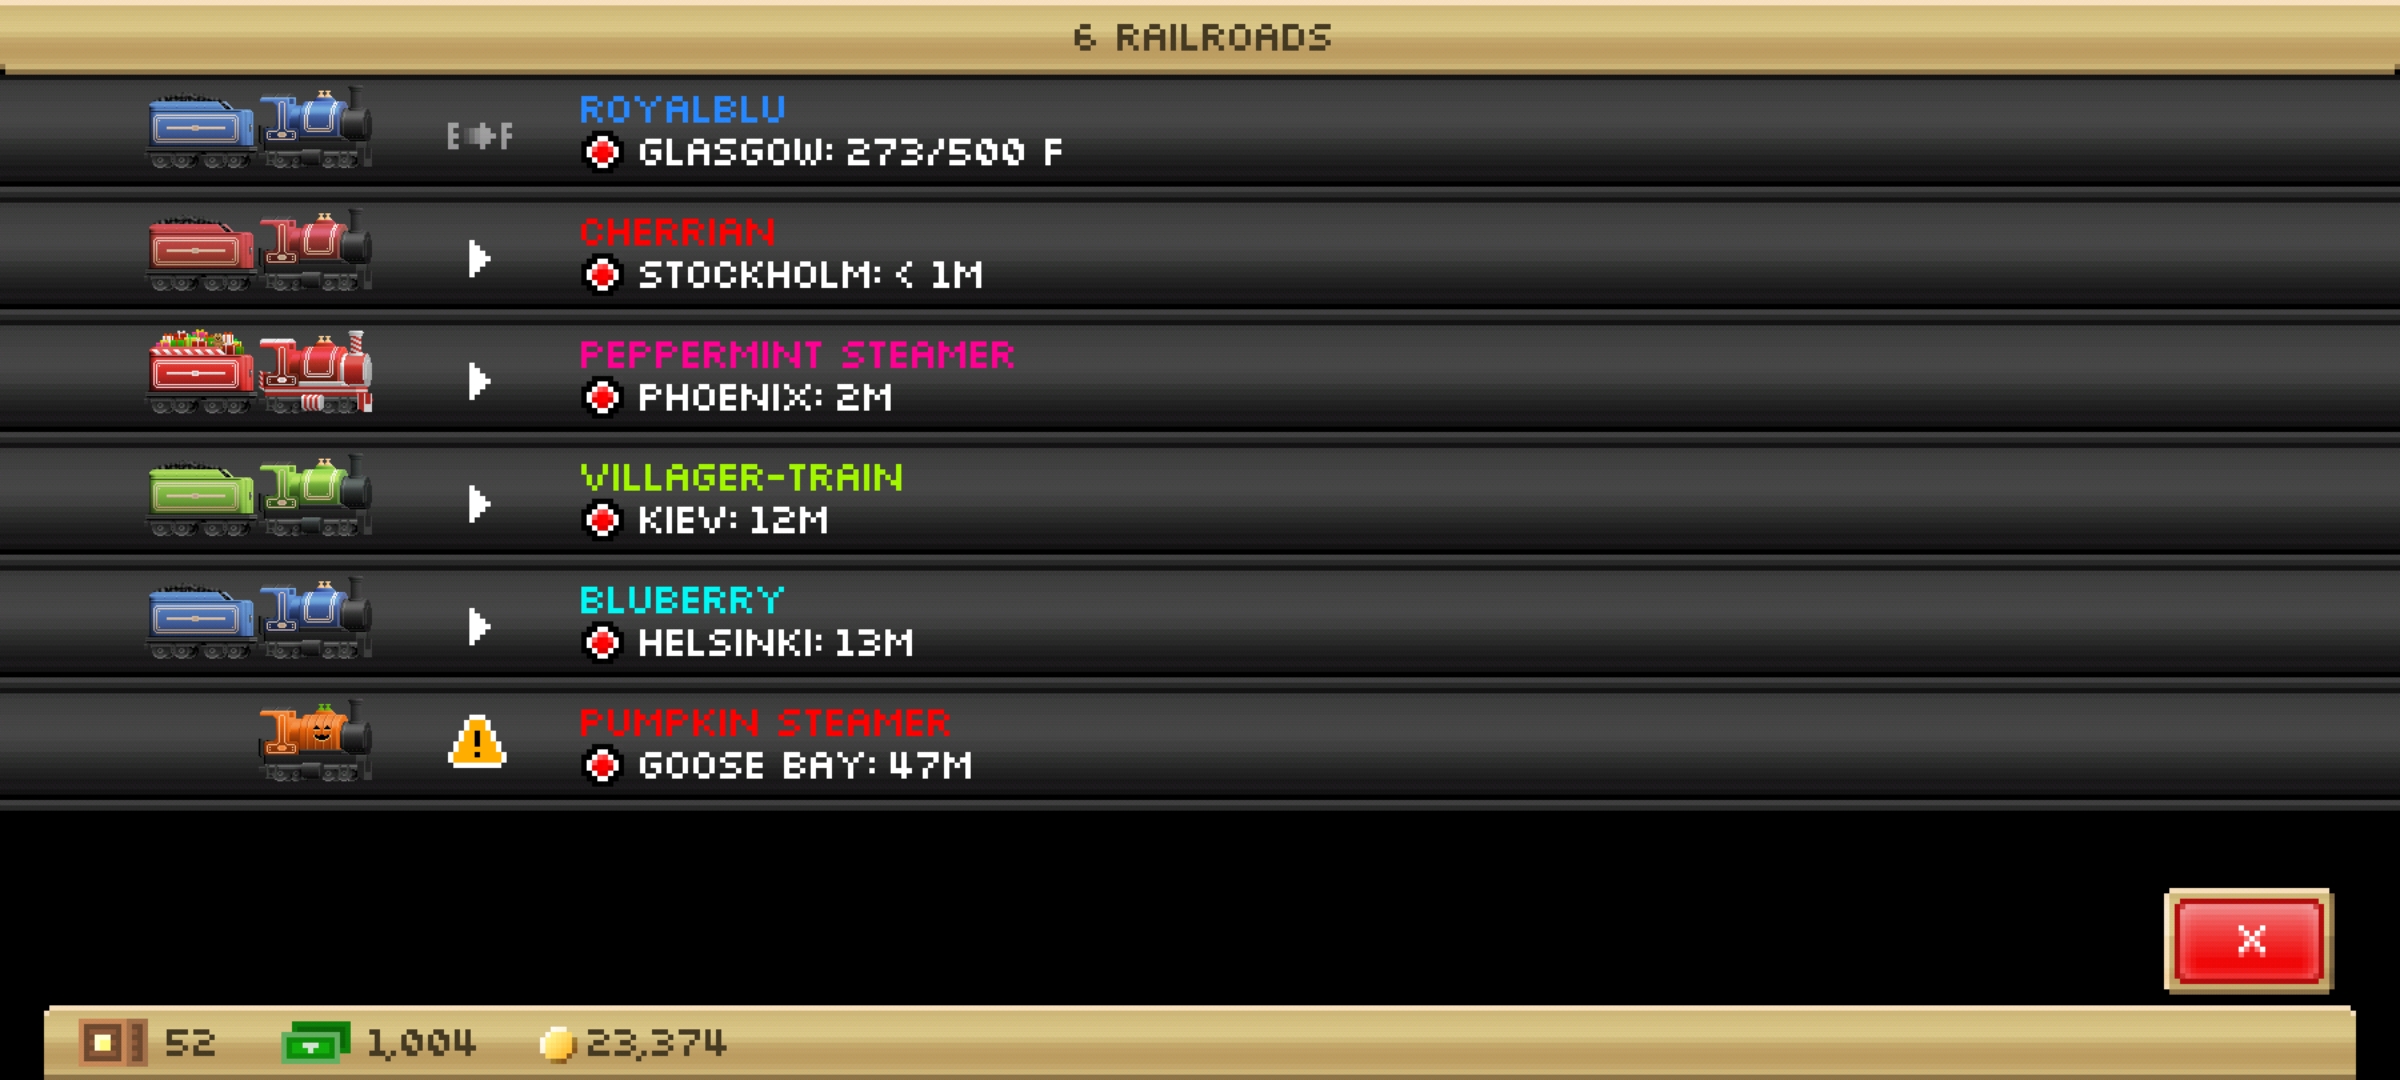 6 RAILROADS
ROYALBLU
E F
GLASGOW: 273/500 F
CHERRIAN
STOCKHOLM: < 1M
PEPPERMINT STEAMER
PHOENIX: 2M
VILLAGER-TRAIN
KIEV: 12M
BLUBERRY
HELSINKI: 13M
PUMPKIN STEAMER
!
GOOSE BAY: 47M
X
52 1,004 23,374